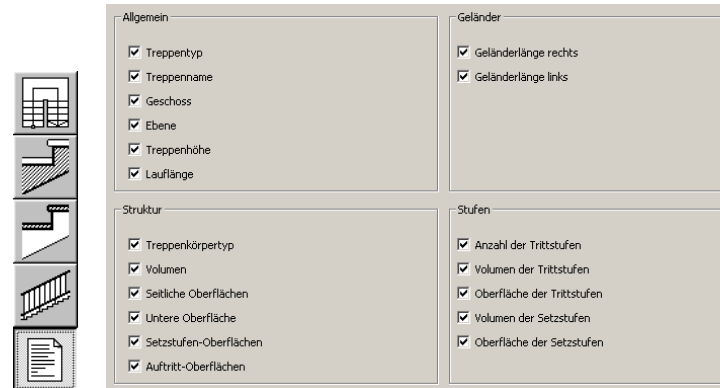 Allgemein
Treppentyp
Treppenname
Geschoss
Ebene
Treppenhöhe
Lauflänge
Geländer
Geländerlänge rechts
Geländerlänge links
Struktur
Treppenkörpertyp
Volumen
Seitliche Oberflächen
Untere Oberfläche
Setzstufen-Oberflächen
Auftritt-Oberflächen
Stufen
Anzahl der Trittstufen
Volumen der Trittstufen
Oberfläche der Trittstufen
Volumen der Setzstufen
Oberfläche der Setzstufen